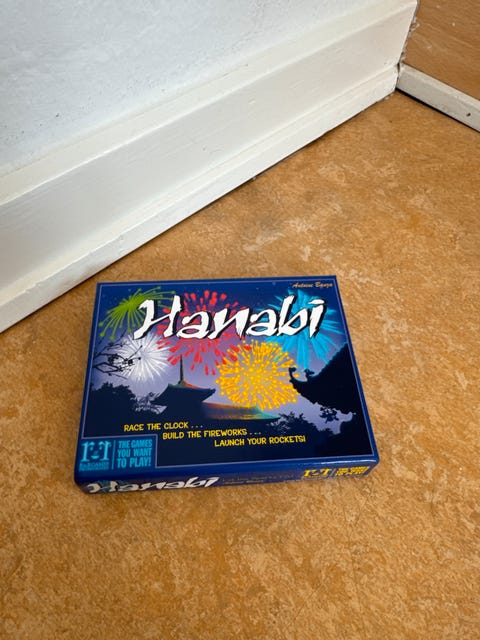 Antoine Bauza
Hanabi
RACE THE CLOCK . . .
BUILD THE FIREWORKS . . .
LAUNCH YOUR ROCKETS!
THE GAMES
YOU WANT
TO PLAY!
Hanabi